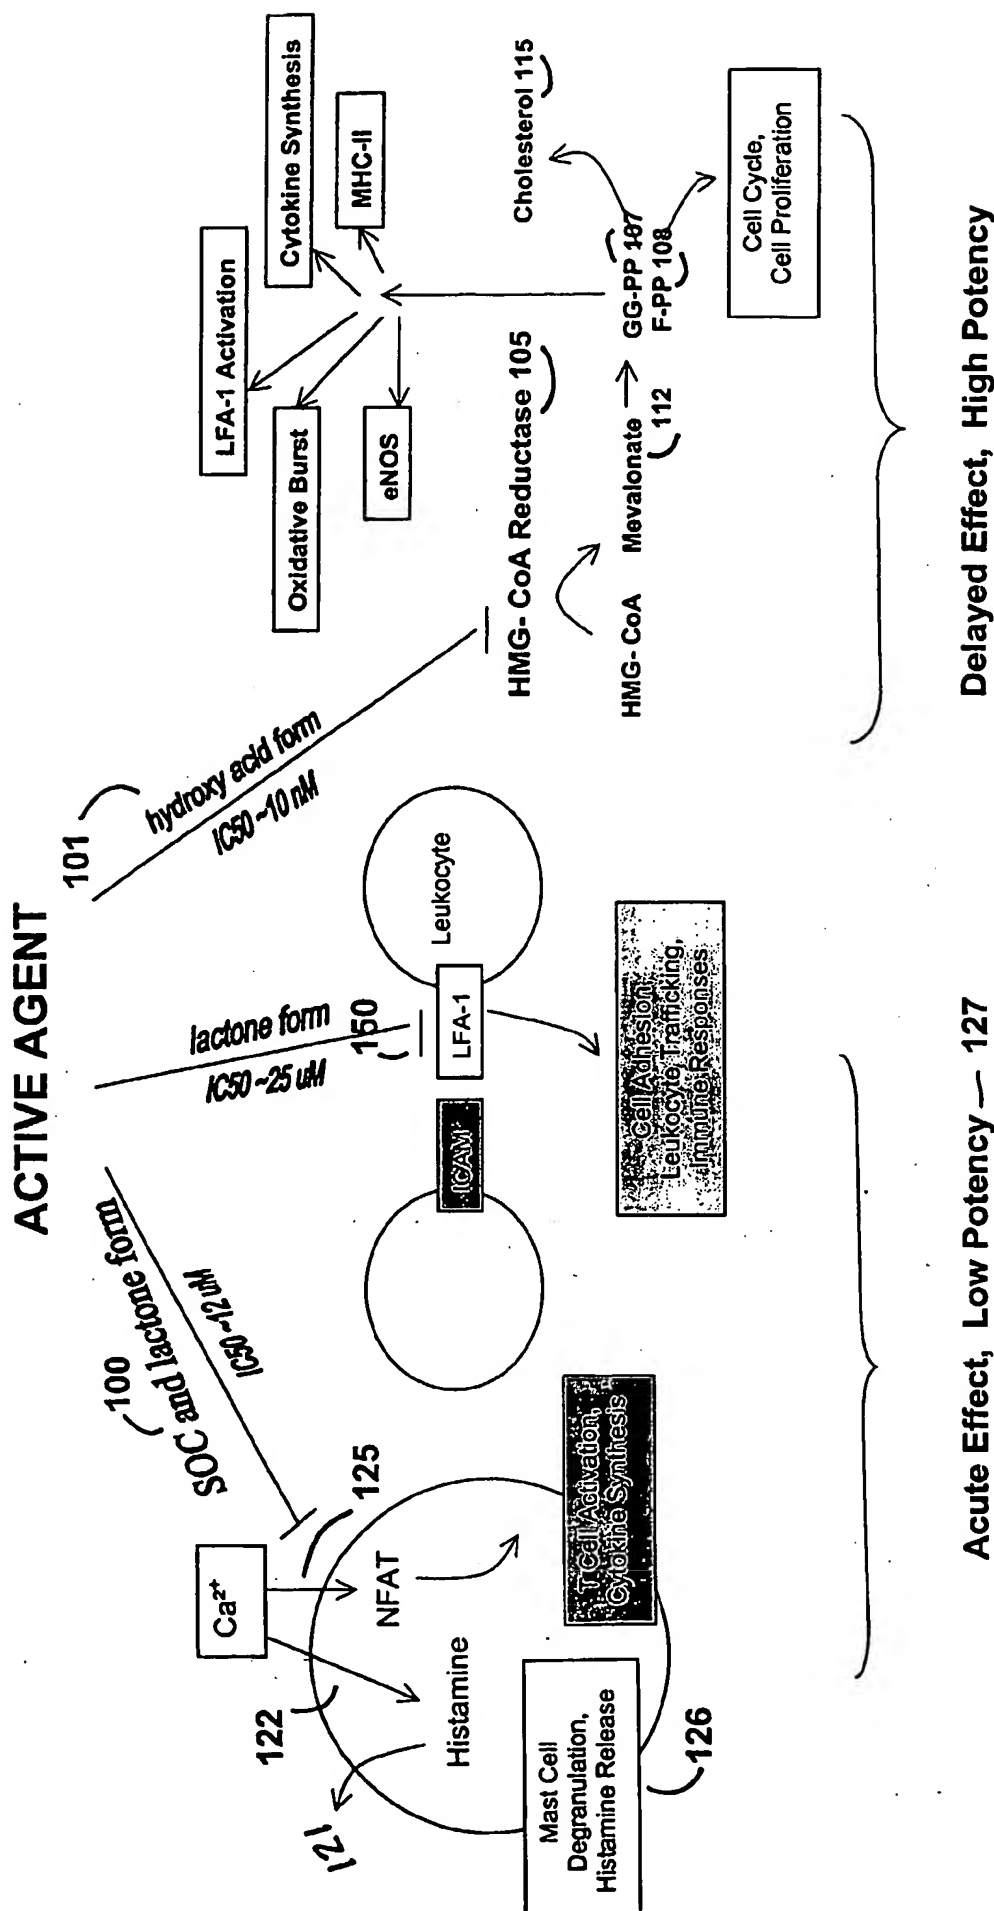 ACTIVE AGENT
100
SOC and lactone form
IC50 ~12 uM
Ca²⁺
122
125
121
Histamine
NFAT
Mast Cell
Degranulation,
Histamine Release
126
T Cell Activation,
Cytokine Synthesis
lactone form
IC50 ~25 uM
150
ICAM
LFA-1
Leukocyte
Cell Adhesion,
Leukocyte Trafficking,
Immune Responses
Acute Effect, Low Potency — 127
101
hydroxy acid form
IC50 ~10 nM
LFA-1 Activation
Cytokine Synthesis
Oxidative Burst
MHC-II
eNOS
HMG- CoA Reductase 105
Cholesterol 115
HMG- CoA Mevalonate
112
GG-PP 107
F-PP 108
Cell Cycle,
Cell Proliferation
Delayed Effect, High Potency